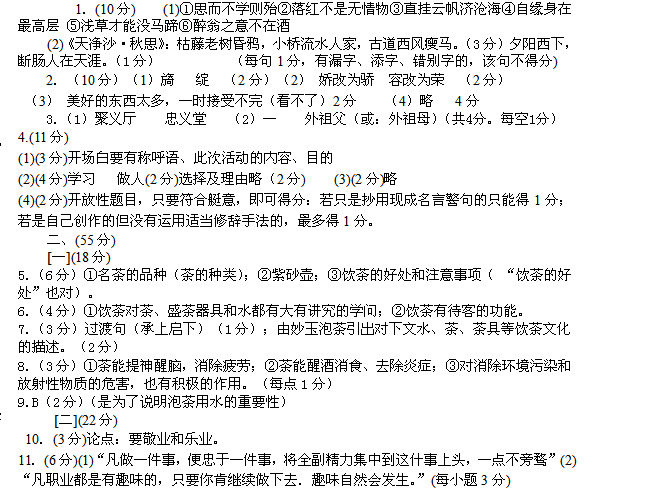 1. (10分)  (1)①思而不学则殆②落红不是无情物③直挂云帆济沧海④自缘身在
最高层 ⑤浅草才能没马蹄⑥醉翁之意不在酒
(2)《天净沙·秋思》: 枯藤老树昏鸦, 小桥流水人家, 古道西风瘦马。(3分) 夕阳西下,
断肠人在天涯。(1分)   (每句1分, 有漏字、添字、错别字的, 该句不得分)
2. (10分) (1) 旖  绽 (2分) (2) 娇改为骄 容改为荣 (2分)
(3) 美好的东西太多, 一时接受不完 (看不了) 2分  (4) 略  4分
3. (1) 聚义厅  忠义堂  (2) 一  外祖父 (或: 外祖母) (共4分。每空1分)
4.(11分)
(1)(3分)开场白要有称呼语、此次活动的内容、目的
(2)(4分)学习  做人(2分)选择及理由略(2分)  (3)(2分)略
(4)(2分)开放性题目, 只要符合艇意, 即可得分; 若只是抄用现成名言警句的只能得1分;
若是自己创作的但没有运用适当修辞手法的, 最多得1分。
二、(55分)
[一](18分)
5. (6分) ①名茶的品种 (茶的种类); ②紫砂壶; ③饮茶的好处和注意事项 ( “饮茶的好
处”也对)。
6. (4分) ①饮茶对茶、盛茶器具和水都有大有讲究的学问; ②饮茶有待客的功能。
7. (3分) 过渡句 (承上启下) (1分); 由妙玉泡茶引出对下文水、茶、茶具等饮茶文化
的描述。(2分)
8. (3分) ①茶能提神醒脑, 消除疲劳; ②茶能醒酒消食、去除炎症; ③对消除环境污染和
放射性物质的危害, 也有积极的作用。(每点1分)
9.B (2分) (是为了说明泡茶用水的重要性)
[二](22分)
10. (3分)论点: 要敬业和乐业。
11. (6分)(1)“凡做一件事, 便忠于一件事, 将全副精力集中到这什事上头, 一点不旁骛”(2)
“凡职业都是有趣味的, 只要你肯继续做下去. 趣味自然会发生。”(每小题3分)